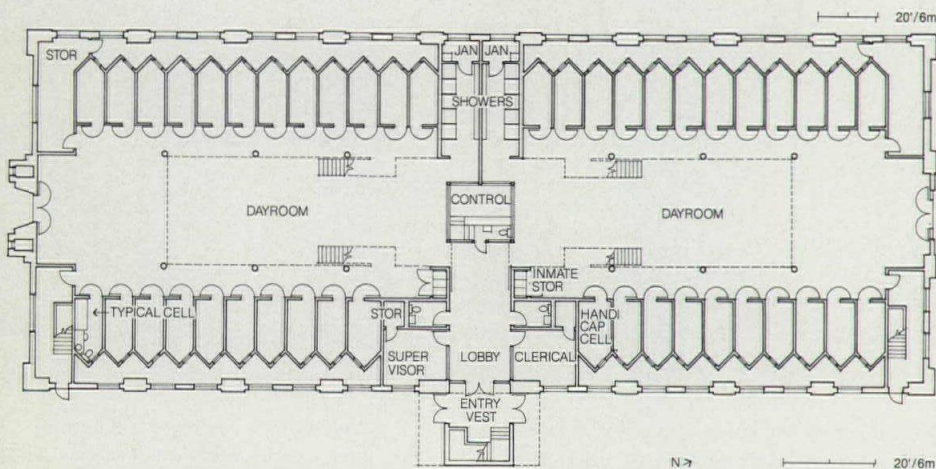 20'/6m
STOR
JAN
JAN
SHOWERS
CONTROL
DAYROOM
DAYROOM
INMATE
STOR
← TYPICAL CELL
STOR
HANDI
CAP
CELL
SUPER
VISOR
LOBBY
CLERICAL
ENTRY
VEST
N
20'/6m